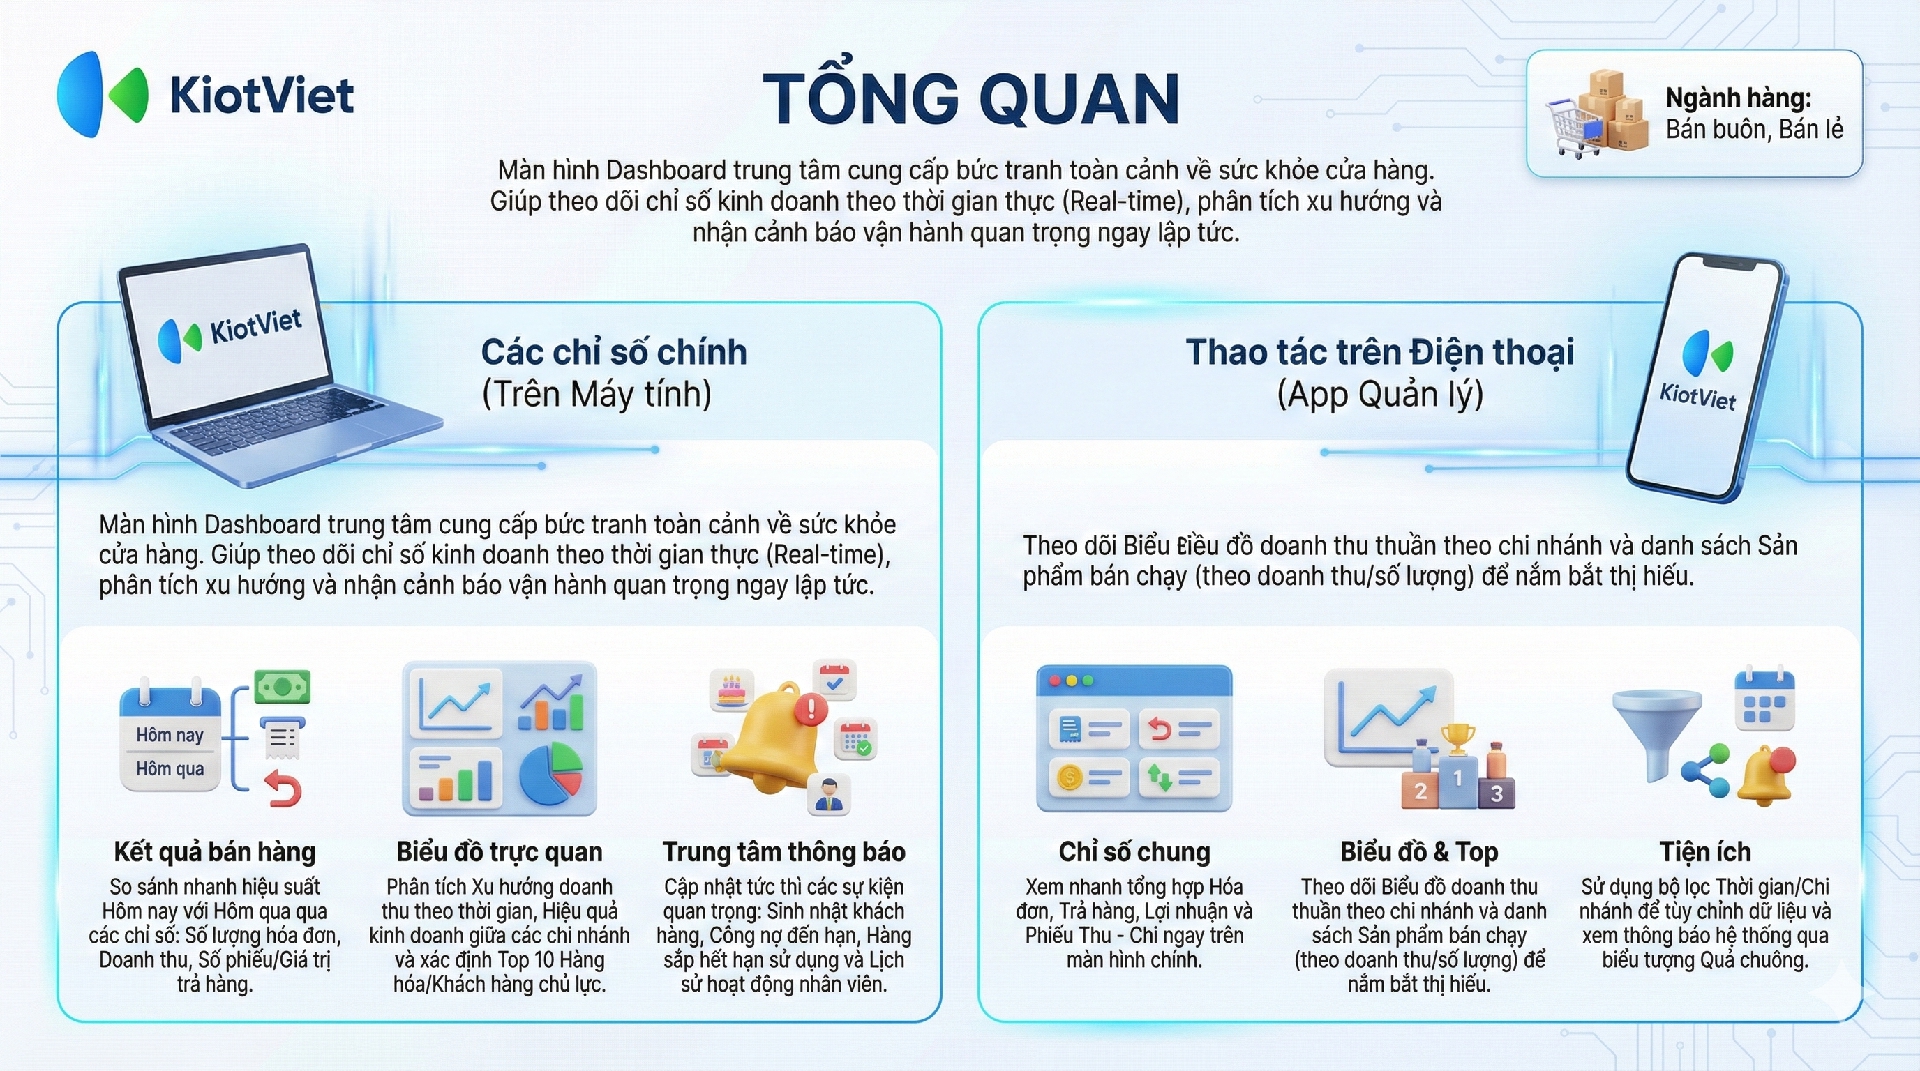 KiotViet
TỔNG QUAN
Ngành hàng:
Bán buôn, Bán lẻ
Màn hình Dashboard trung tâm cung cấp bức tranh toàn cảnh về sức khỏe cửa hàng.
Giúp theo dõi chỉ số kinh doanh theo thời gian thực (Real-time), phân tích xu hướng và
nhận cảnh báo vận hành quan trọng ngay lập tức.
KiotViet
Các chỉ số chính
(Trên Máy tính)
Màn hình Dashboard trung tâm cung cấp bức tranh toàn cảnh về sức khỏe
cửa hàng. Giúp theo dõi chỉ số kinh doanh theo thời gian thực (Real-time),
phân tích xu hướng và nhận cảnh báo vận hành quan trọng ngay lập tức.
Hôm nay
Hôm qua
Kết quả bán hàng
So sánh nhanh hiệu suất
Hôm nay với Hôm qua qua
các chỉ số: Số lượng hóa đơn,
Doanh thu, Số phiếu/Giá trị
trả hàng.
Biểu đồ trực quan
Phân tích Xu hướng doanh
thu theo thời gian, Hiệu quả
kinh doanh giữa các chi nhánh
và xác định Top 10 Hàng
hóa/Khách hàng chủ lực.
Trung tâm thông báo
Cập nhật tức thì các sự kiện
quan trọng: Sinh nhật khách
hàng, Công nợ đến hạn, Hàng
sắp hết hạn sử dụng và Lịch
sử hoạt động nhân viên.
Thao tác trên Điện thoại
(App Quản lý)
KiotViet
Theo dõi Biểu Điều đồ doanh thu thuần theo chi nhánh và danh sách Sản
phẩm bán chạy (theo doanh thu/số lượng) để nắm bắt thị hiếu.
Chỉ số chung
Xem nhanh tổng hợp Hóa
đơn, Trả hàng, Lợi nhuận và
Phiếu Thu - Chi ngay trên
màn hình chính.
2
1
3
Biểu đồ & Top
Theo dõi Biểu đồ doanh thu
thuần theo chi nhánh và danh
sách Sản phẩm bán chạy
(theo doanh thu/số lượng) để
nắm bắt thị hiếu.
Tiện ích
Sử dụng bộ lọc Thời gian/Chi
nhánh để tùy chỉnh dữ liệu và
xem thông báo hệ thống qua
biểu tượng Quả chuông.